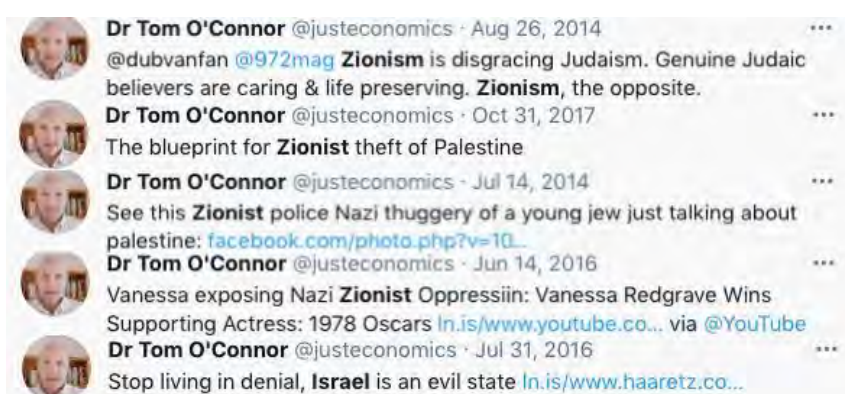 Dr Tom O'Connor @justeconomics · Aug 26, 2014 ...
@dubvanfan @972mag Zionism is disgracing Judaism. Genuine Judaic
believers are caring & life preserving. Zionism, the opposite.
Dr Tom O'Connor @justeconomics · Oct 31, 2017 ...
The blueprint for Zionist theft of Palestine
Dr Tom O'Connor @justeconomics · Jul 14, 2014 ...
See this Zionist police Nazi thuggery of a young jew just talking about
palestine: facebook.com/photo.php?v=10...
Dr Tom O'Connor @justeconomics · Jun 14, 2016 ...
Vanessa exposing Nazi Zionist Oppressiin: Vanessa Redgrave Wins
Supporting Actress: 1978 Oscars ln.is/www.youtube.co... via @YouTube
Dr Tom O'Connor @justeconomics · Jul 31, 2016 ...
Stop living in denial, Israel is an evil state ln.is/www.haaretz.co...